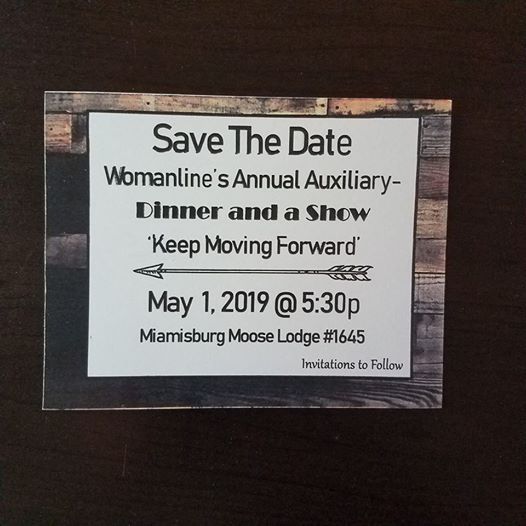 Save The Date
Womanline's Annual Auxiliary-
Dinner and a Show
'Keep Moving Forward'
May 1, 2019 @ 5:30p
Miamisburg Moose Lodge #1645
Invitations to Follow